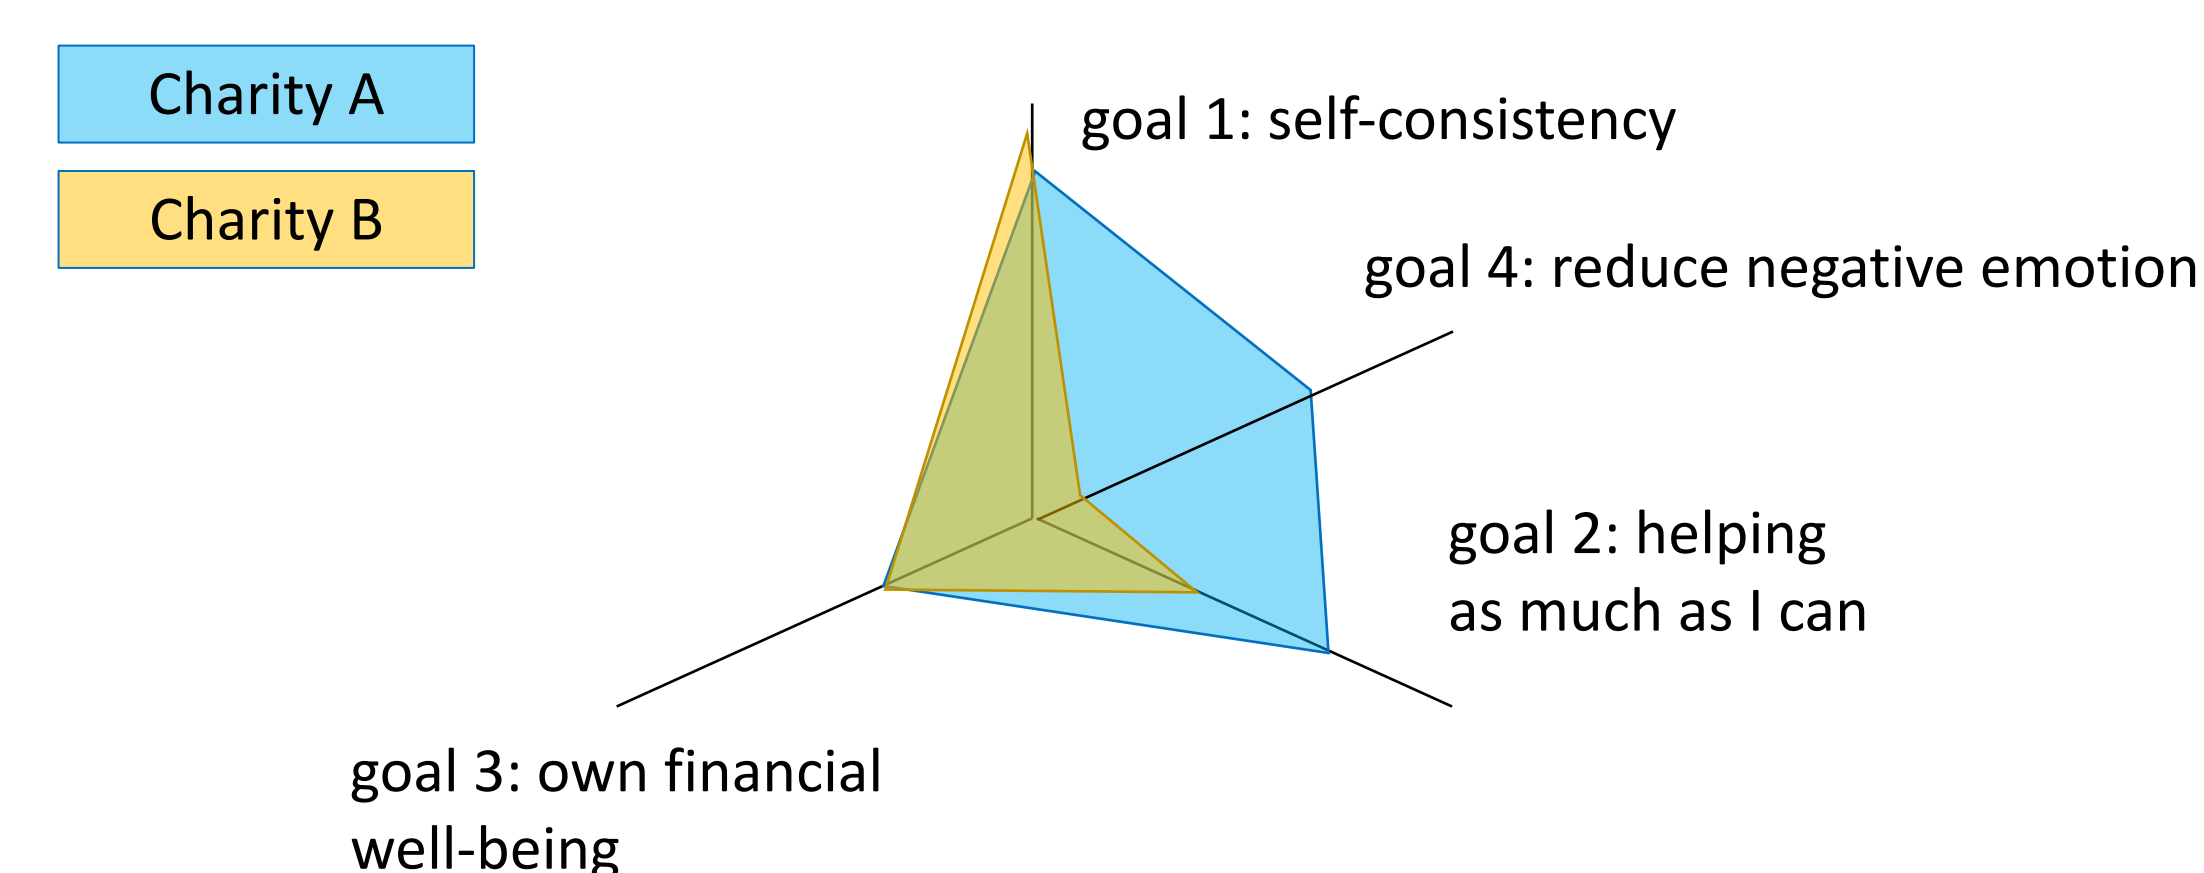 Charity A
Charity B
goal 1: self-consistency
goal 4: reduce negative emotion
goal 2: helping
as much as I can
goal 3: own financial
well-being